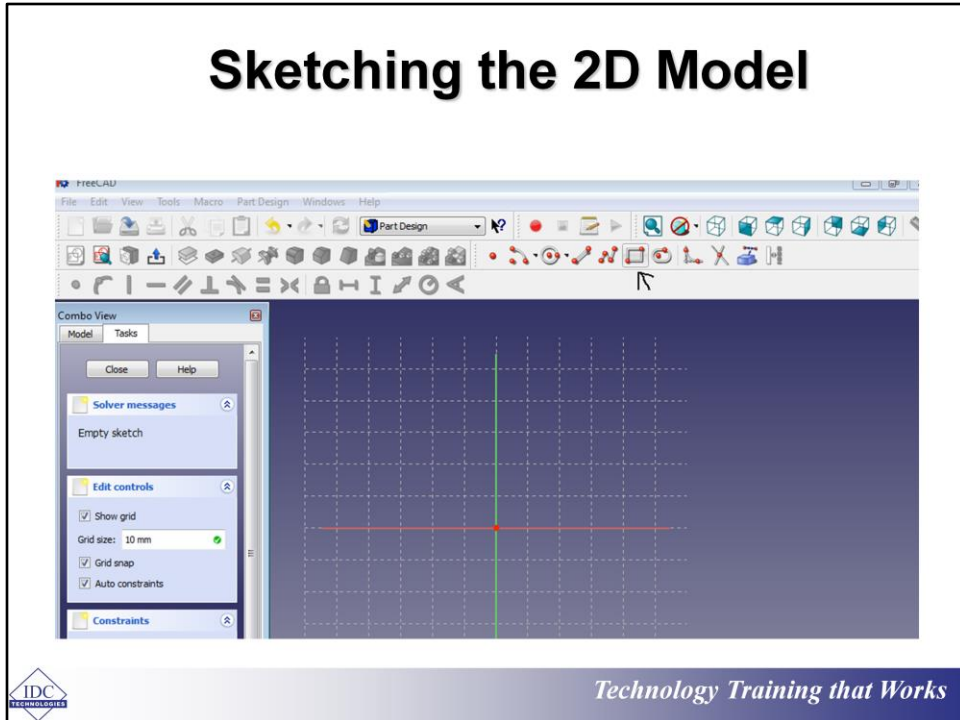 Sketching the 2D Model
FreeCAD
File Edit View Tools Macro Part Design Windows Help
Part Design
Combo View
Model Tasks
Close Help
Solver messages
Empty sketch
Edit controls
Show grid
Grid size: 10 mm
Grid snap
Auto constraints
Constraints
IDC
TECHNOLOGIES
Technology Training that Works